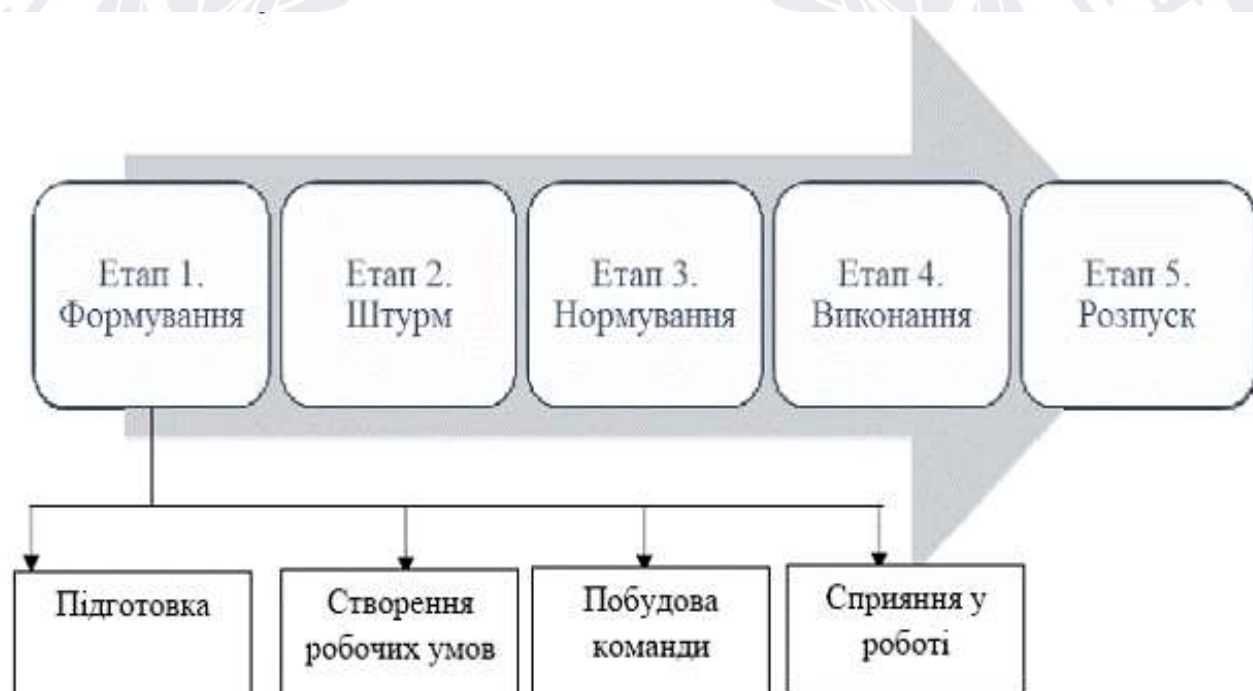 Етап 1.
Формування
Етап 2.
Штурм
Етап 3.
Нормування
Етап 4.
Виконання
Етап 5.
Розпуск
Підготовка
Створення
робочих умов
Побудова
команди
Сприяння у
роботі